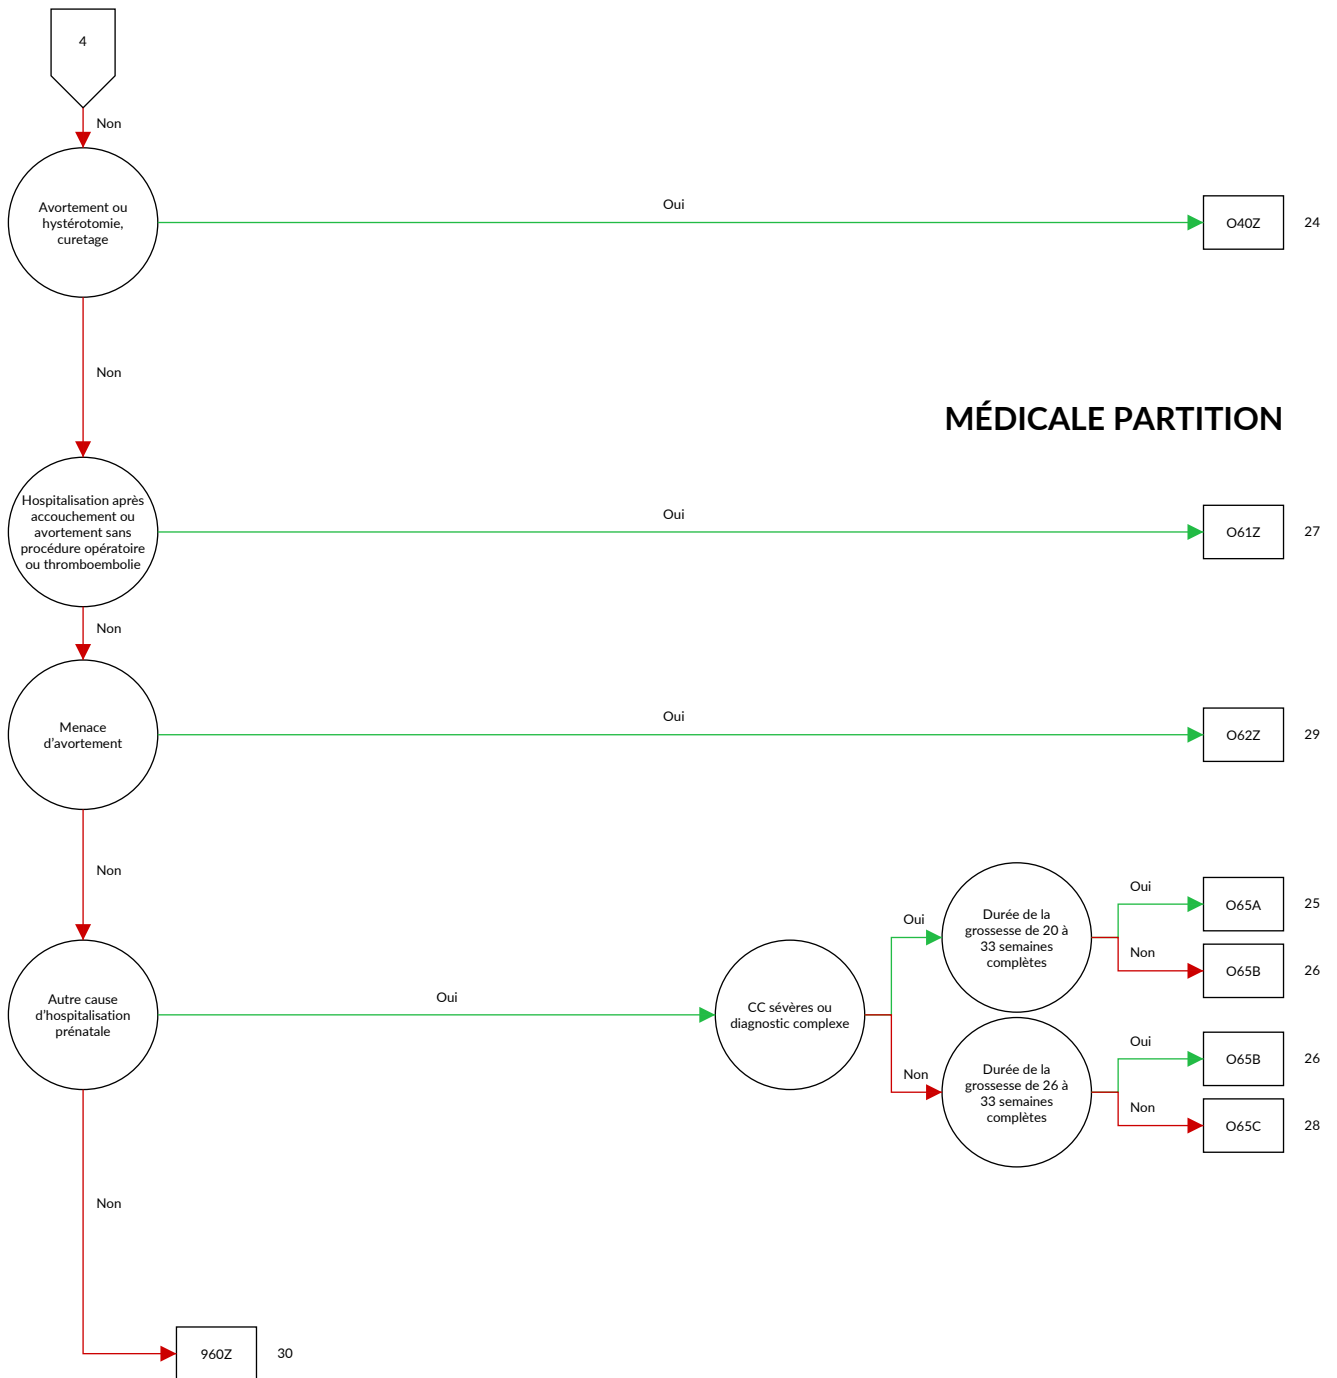 4
Non
Avortement ou
hystérotomie,
curetage
Oui
O40Z
24
Non
MÉDICALE PARTITION
Hospitalisation après
accouchement ou
avortement sans
procédure opératoire
ou thromboembolie
Oui
O61Z
27
Non
Menace
d'avortement
Oui
O62Z
29
Non
Autre cause
d'hospitalisation
prénatale
Oui
CC sévères ou
diagnostic complexe
Oui
Durée de la
grossesse de 20 à
33 semaines
complètes
Oui
O65A
25
Non
O65B
26
Non
Durée de la
grossesse de 26 à
33 semaines
complètes
Oui
O65B
26
Non
O65C
28
Non
960Z
30